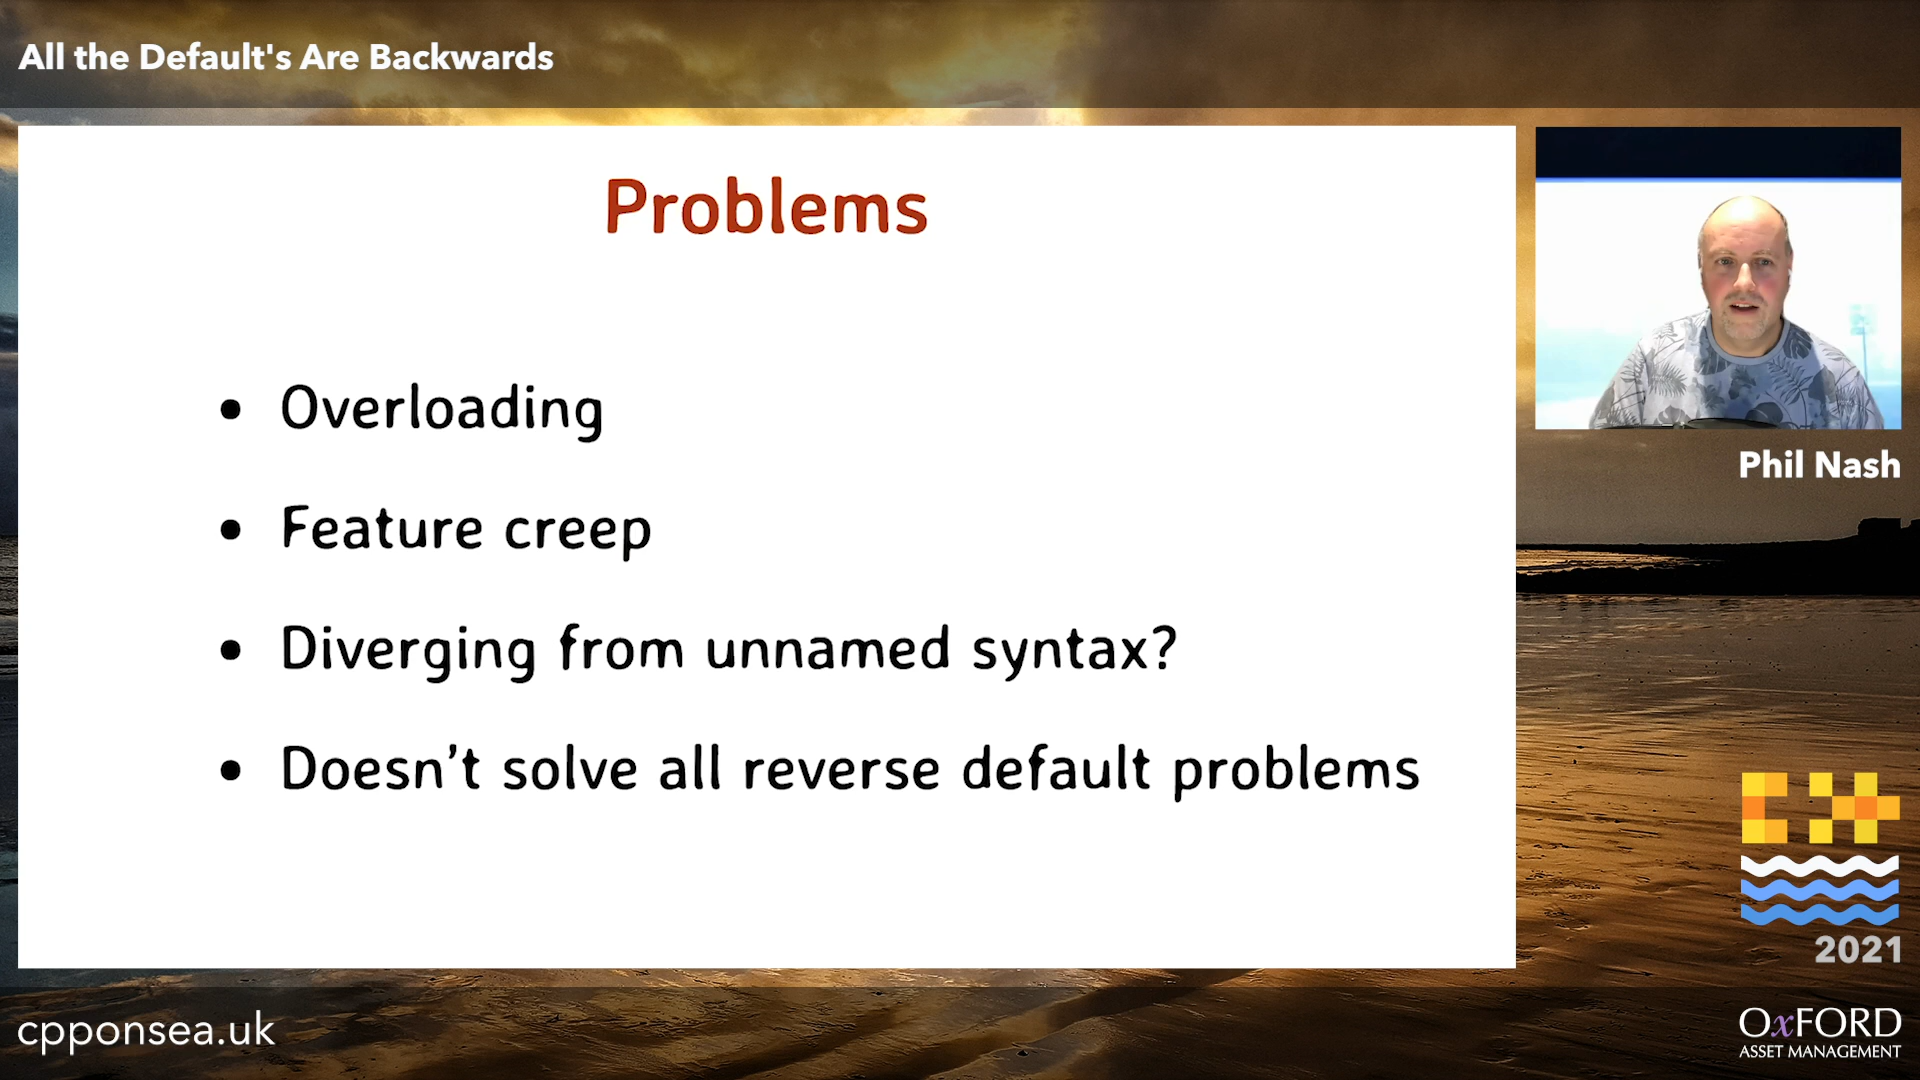 All the Default's Are Backwards
Problems
• Overloading
• Feature creep
• Diverging from unnamed syntax?
• Doesn't solve all reverse default problems
Phil Nash
2021
cpponsea.uk
OxFORD
ASSET MANAGEMENT